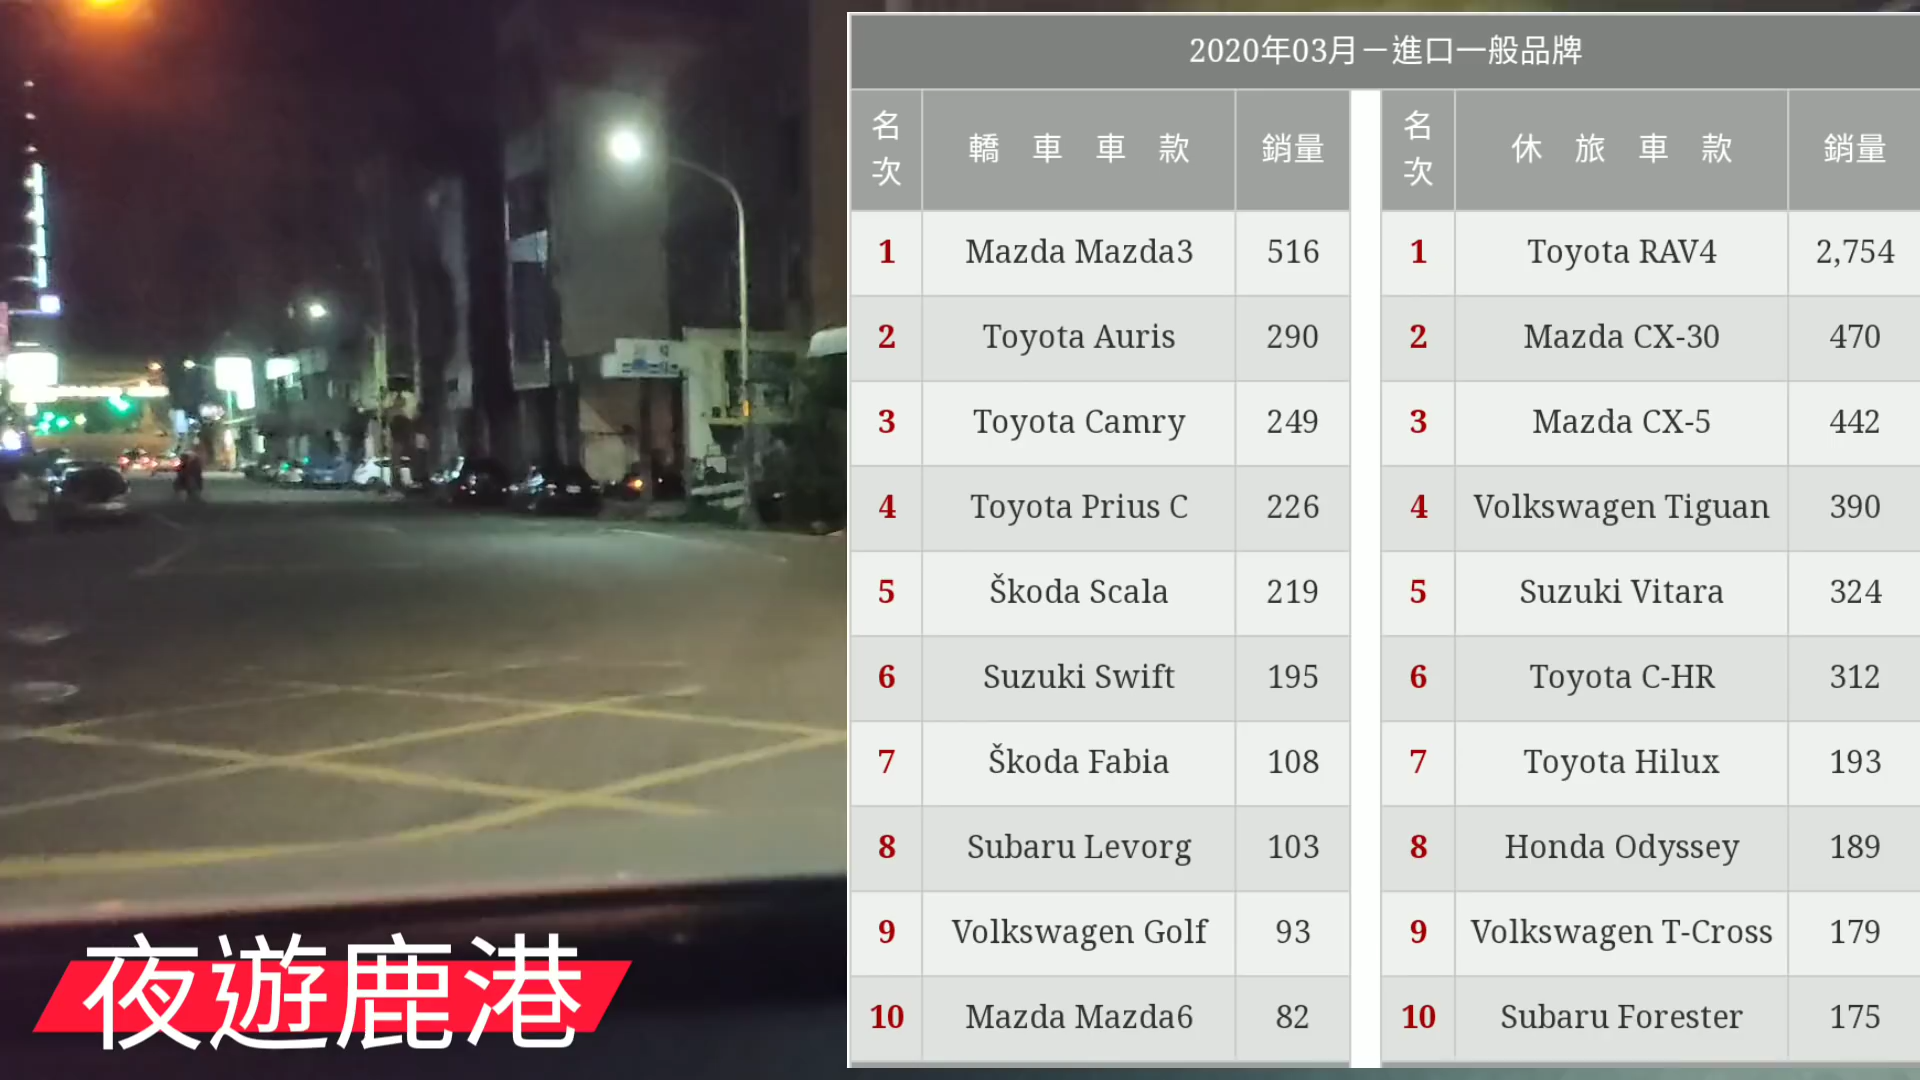 2020年03月－進口一般品牌
名次 轎車車款 銷量 名次 休旅車款 銷量
1 Mazda Mazda3 516 1 Toyota RAV4 2,754
2 Toyota Auris 290 2 Mazda CX-30 470
3 Toyota Camry 249 3 Mazda CX-5 442
4 Toyota Prius C 226 4 Volkswagen Tiguan 390
5 Škoda Scala 219 5 Suzuki Vitara 324
6 Suzuki Swift 195 6 Toyota C-HR 312
7 Škoda Fabia 108 7 Toyota Hilux 193
8 Subaru Levorg 103 8 Honda Odyssey 189
9 Volkswagen Golf 93 9 Volkswagen T-Cross 179
10 Mazda Mazda6 82 10 Subaru Forester 175
夜遊鹿港